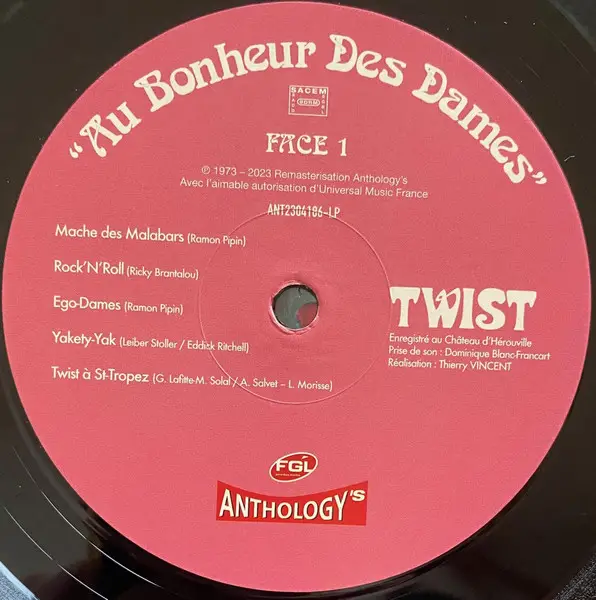 "Au Bonheur Des Dames"
SACEM
BIEM
FACE 1
℗ 1973 – 2023 Remasterisation Anthology's
Avec l'aimable autorisation d'Universal Music France
ANT2304186-LP
Mache des Malabars (Ramon Pipin)
Rock'N'Roll (Ricky Brantalou)
Ego-Dames (Ramon Pipin)
Yakety-Yak (Leiber Stoller / Eddick Ritchell)
Twist à St-Tropez (G. Lafitte-M. Solal / A. Salvet – L. Morisse)
TWIST
Enregistré au Château d'Hérouville
Prise de son : Dominique Blanc-Francart
Réalisation : Thierry VINCENT
FGL
ANTHOLOGY's